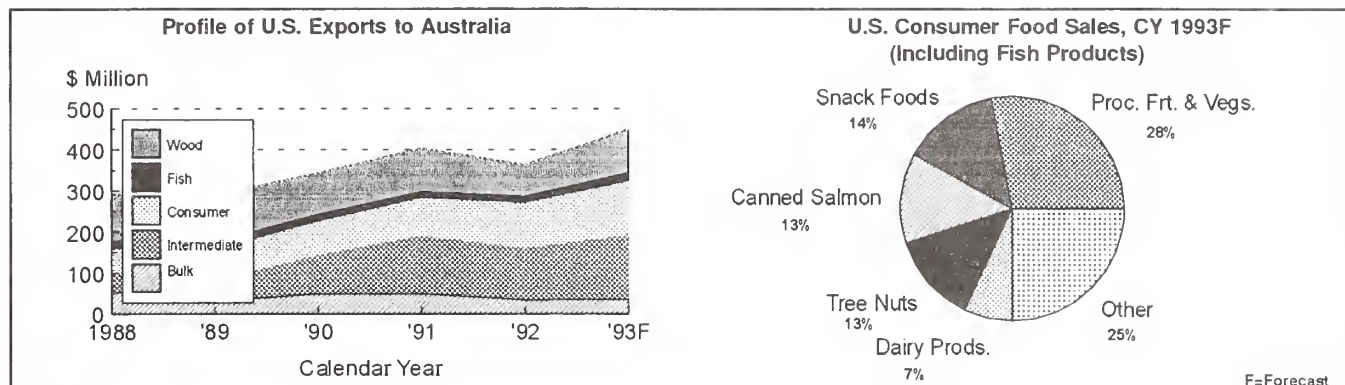 Profile of U.S. Exports to Australia
$ Million
500
400
300
200
100
0
Wood
Fish
Consumer
Intermediate
Bulk
1988 '89 '90 '91 '92 '93F
Calendar Year
U.S. Consumer Food Sales, CY 1993F
(Including Fish Products)
Snack Foods
14%
Proc. Frt. & Vegs.
28%
Canned Salmon
13%
Tree Nuts
13%
Dairy Prods.
7%
Other
25%
F=Forecast